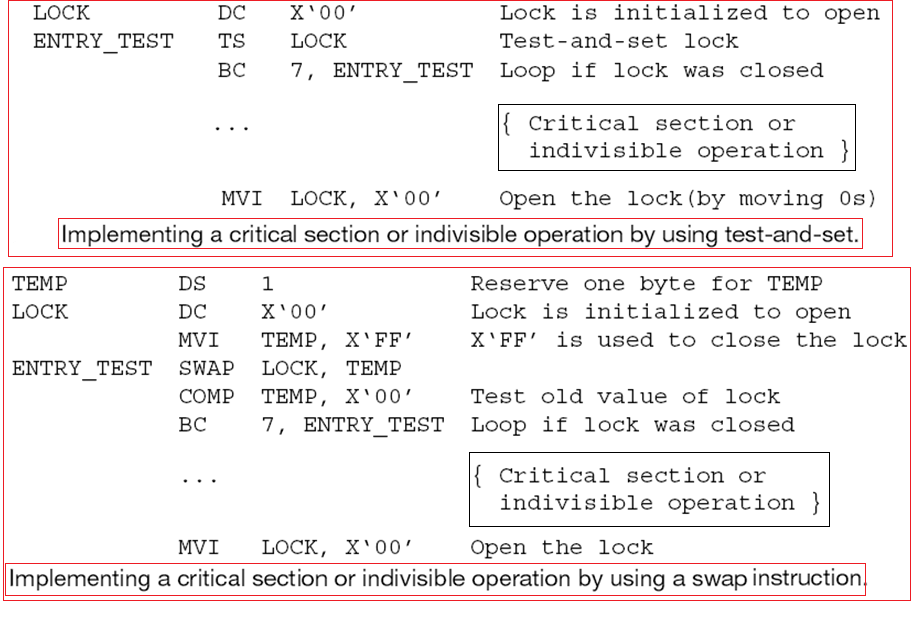 LOCK DC X‘00’ Lock is initialized to open
ENTRY_TEST TS LOCK Test-and-set lock
BC 7, ENTRY_TEST Loop if lock was closed
... { Critical section or
indivisible operation }
MVI LOCK, X‘00’ Open the lock(by moving 0s)
Implementing a critical section or indivisible operation by using test-and-set.
TEMP DS 1 Reserve one byte for TEMP
LOCK DC X‘00’ Lock is initialized to open
MVI TEMP, X‘FF’ X‘FF’ is used to close the lock
ENTRY_TEST SWAP LOCK, TEMP
COMP TEMP, X‘00’ Test old value of lock
BC 7, ENTRY_TEST Loop if lock was closed
... { Critical section or
indivisible operation }
MVI LOCK, X‘00’ Open the lock
Implementing a critical section or indivisible operation by using a swap instruction.